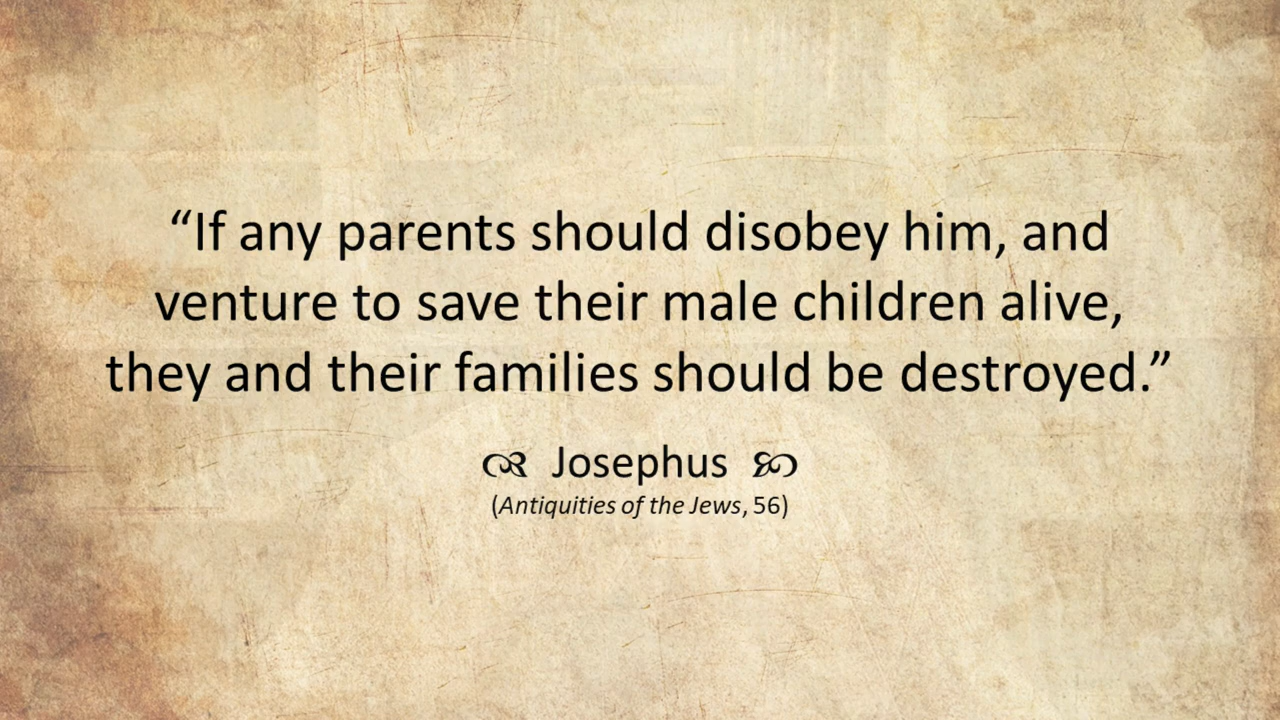 “If any parents should disobey him, and
venture to save their male children alive,
they and their families should be destroyed.”
Josephus
(Antiquities of the Jews, 56)